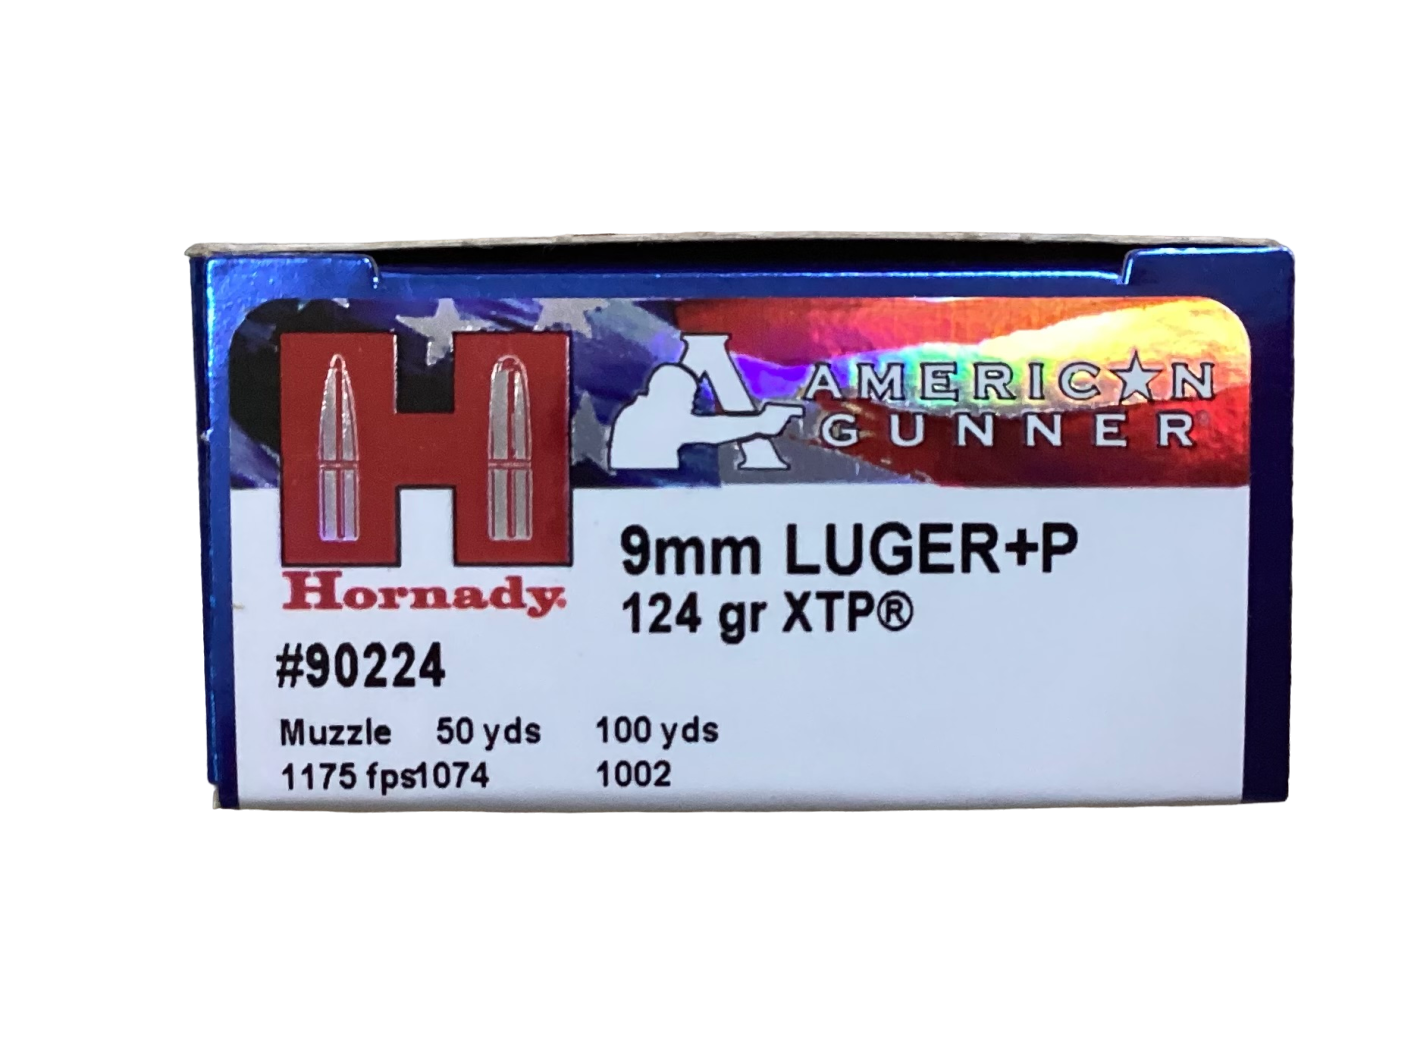 AMERICAN
GUNNER®
Hornady.
9mm LUGER+P
124 gr XTP®
#90224
Muzzle 50 yds 100 yds
1175 fps1074 1002